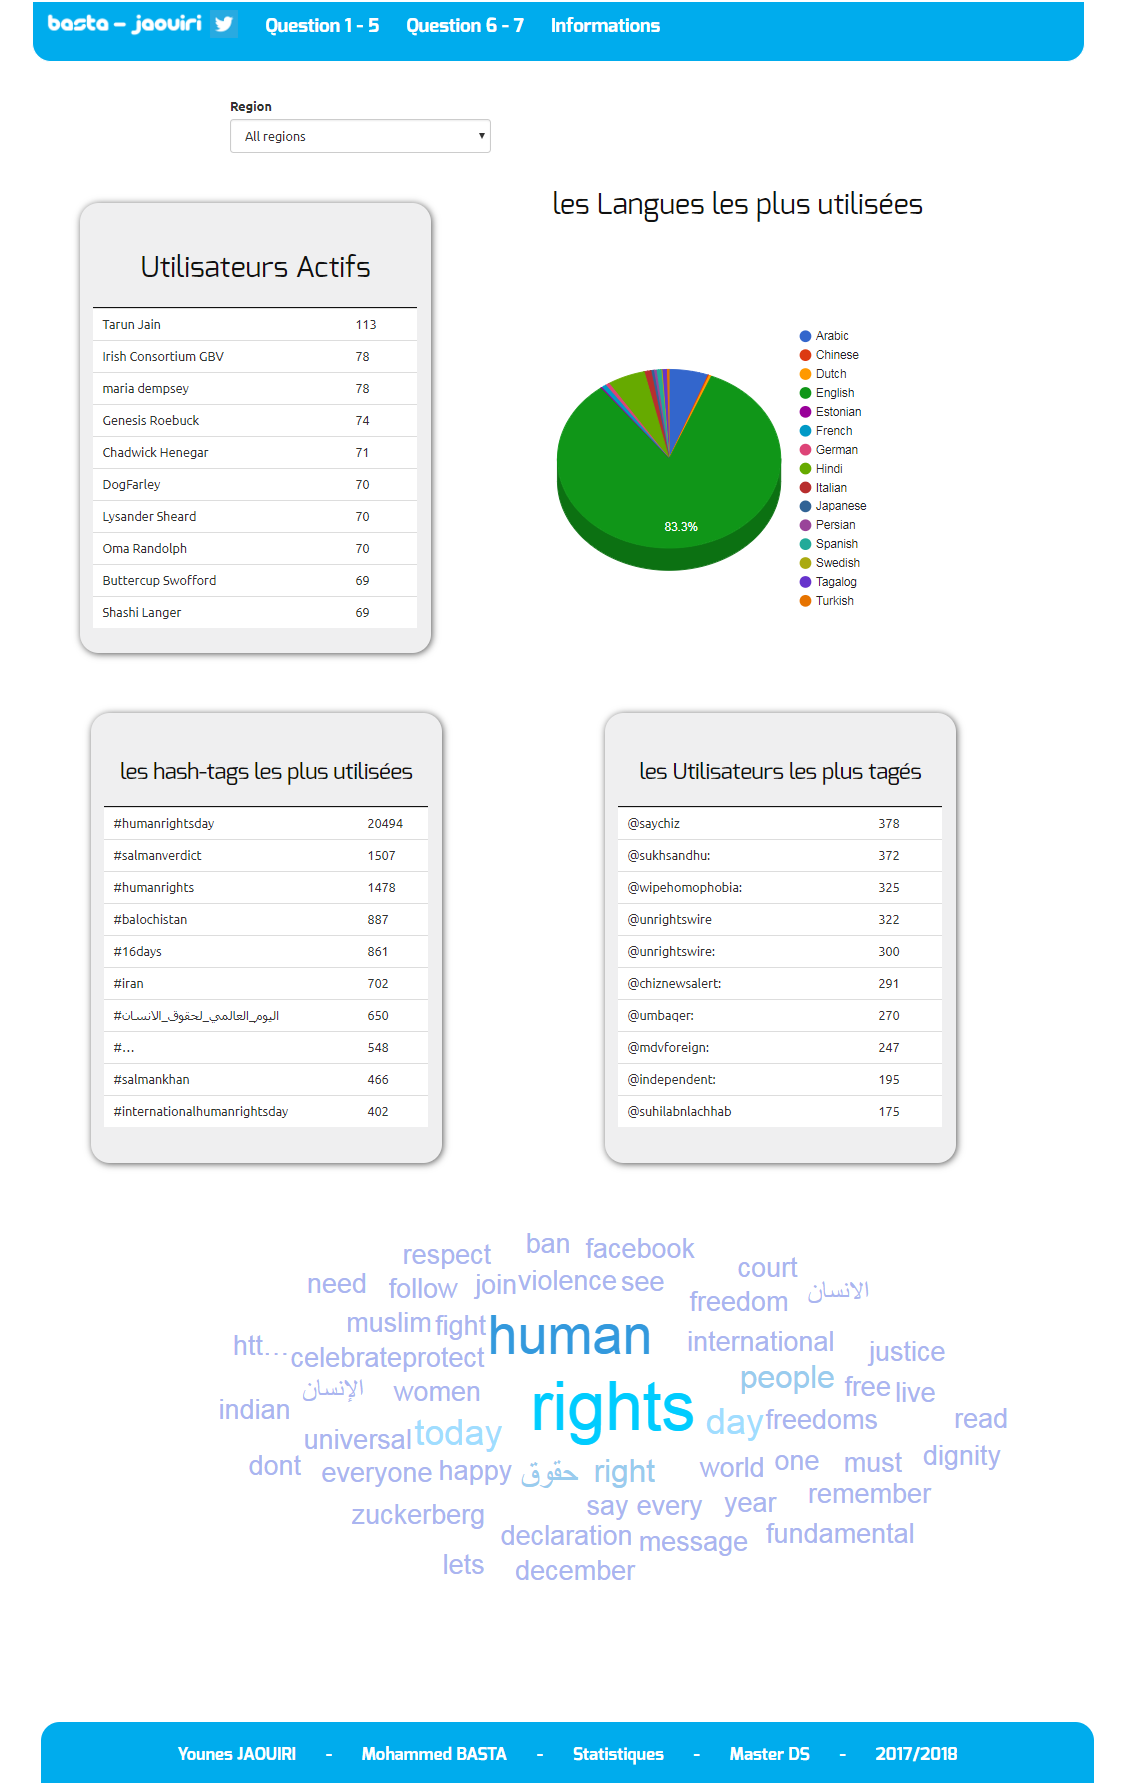 basta - jaouiri Question 1 - 5 Question 6 - 7 Informations
Region
All regions
les Langues les plus utilisées
Utilisateurs Actifs
Tarun Jain 113
Irish Consortium GBV 78
maria dempsey 78
Genesis Roebuck 74
Chadwick Henegar 71
DogFarley 70
Lysander Sheard 70
Oma Randolph 70
Buttercup Swofford 69
Shashi Langer 69
83.3%
Arabic
Chinese
Dutch
English
Estonian
French
German
Hindi
Italian
Japanese
Persian
Spanish
Swedish
Tagalog
Turkish
les hash-tags les plus utilisées
#humanrightsday 20494
#salmanverdict 1507
#humanrights 1478
#balochistan 887
#16days 861
#iran 702
#اليوم_العالمي_لحقوق_الانسان 650
#... 548
#salmankhan 466
#internationalhumanrightsday 402
les Utilisateurs les plus tagés
@saychiz 378
@sukhsandhu: 372
@wipehomophobia: 325
@unrightswire 322
@unrightswire: 300
@chiznewsalert: 291
@umbaqer: 270
@mdvforeign: 247
@independent: 195
@suhilabnlachhab 175
respect ban facebook
court
need follow join violence see
freedom الانسان
muslim fight human international
htt... celebrate protect justice
الإنسان women people free live
indian rights
universal today day freedoms read
dont everyone happy حقوق right world one must dignity
zuckerberg say every year remember
declaration message fundamental
lets december
Younes JAOUIRI - Mohammed BASTA - Statistiques - Master DS - 2017/2018